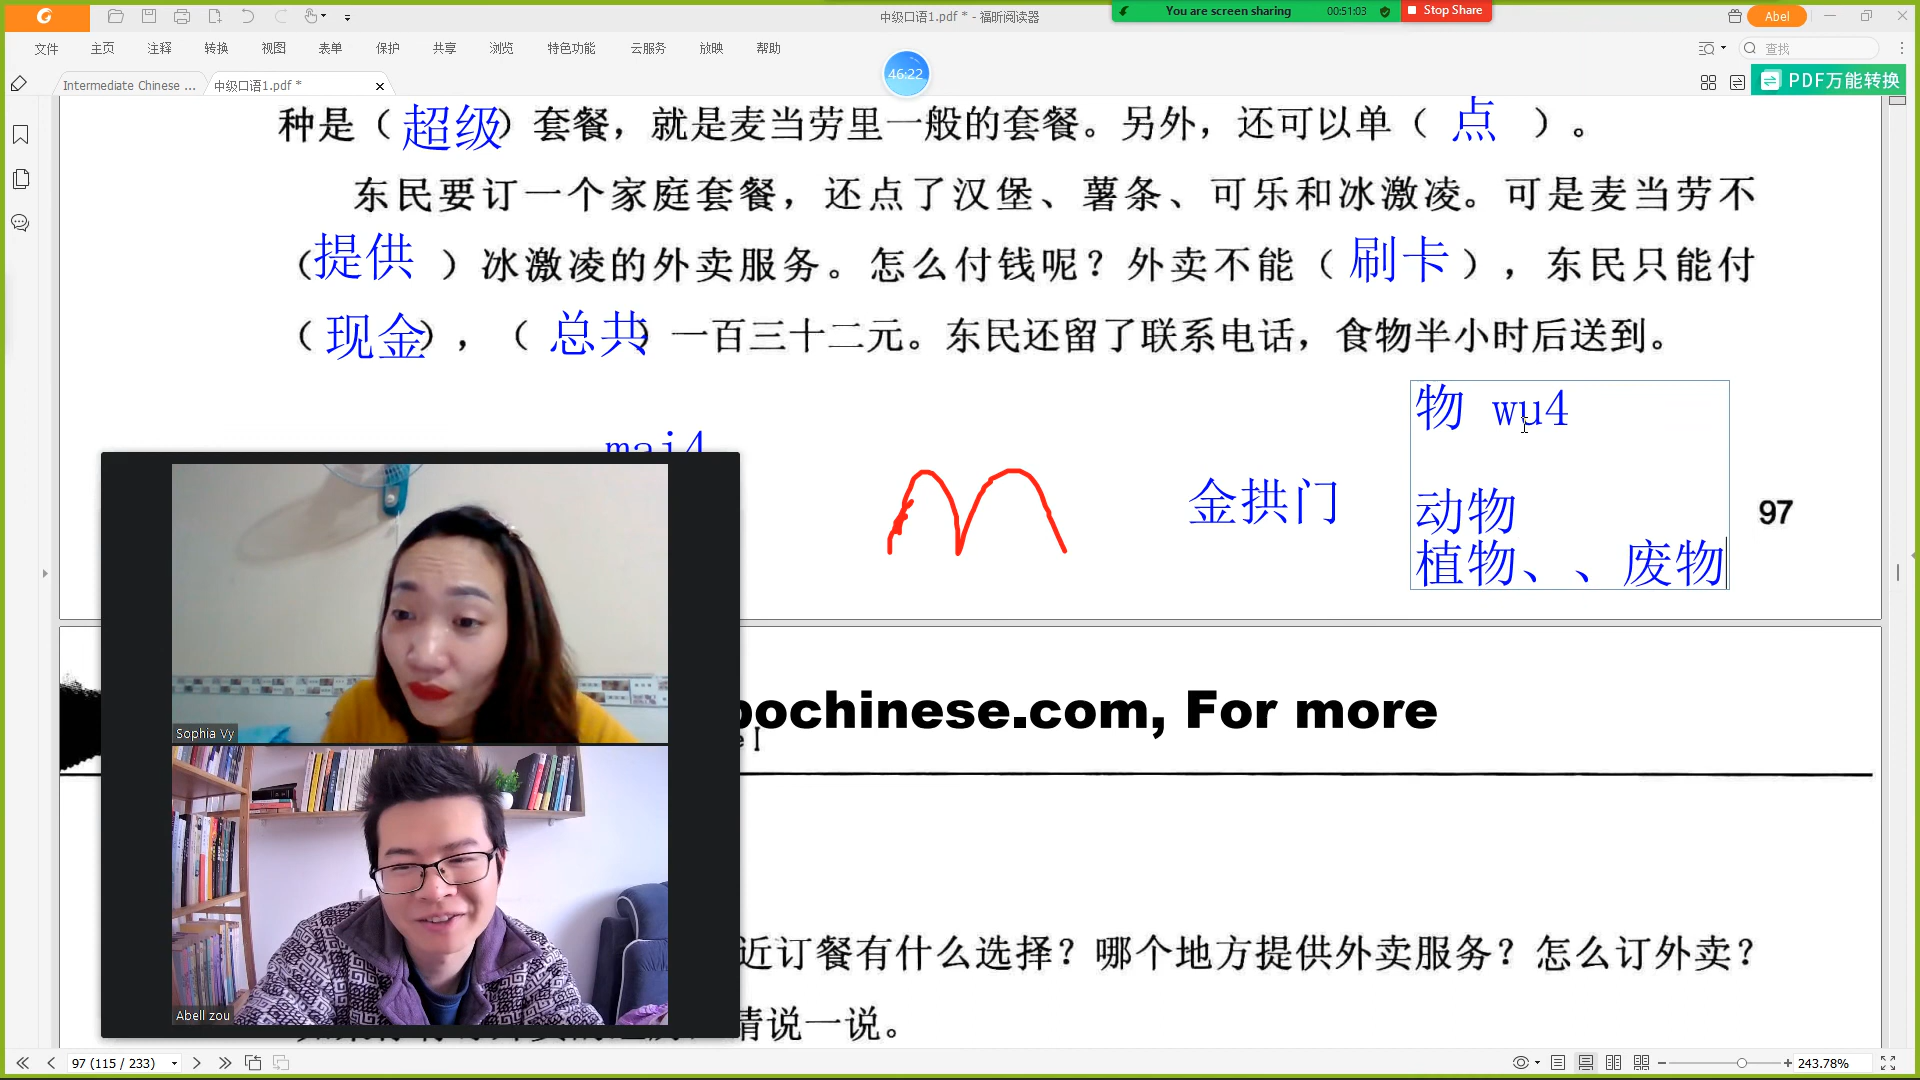 中级口语1.pdf * - 福昕阅读器
You are screen sharing 00:51:03 Stop Share
Abel
文件 主页 注释 转换 视图 表单 保护 共享 浏览 特色功能 云服务 放映 帮助
查找
46:22
Intermediate Chinese ... 中级口语1.pdf *
PDF万能转换
种是（超级）套餐，就是麦当劳里一般的套餐。另外，还可以单（点）。
东民要订一个家庭套餐，还点了汉堡、薯条、可乐和冰激凌。可是麦当劳不
（提供）冰激凌的外卖服务。怎么付钱呢？外卖不能（刷卡），东民只能付
（现金），（总共）一百三十二元。东民还留了联系电话，食物半小时后送到。
物 wu4
mai4
金拱门
动物
97
植物、、废物
pochinese.com, For more
Sophia Vy
近订餐有什么选择？哪个地方提供外卖服务？怎么订外卖？
Abell zou
请说一说。
97 (115 / 233)
243.78%